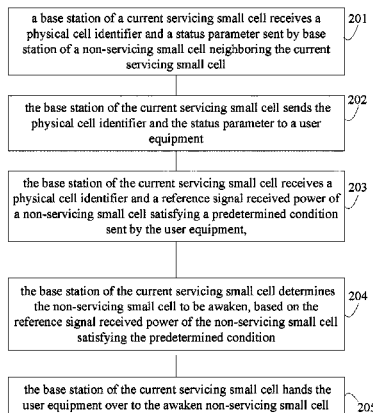 a base station of a current servicing small cell receives a
physical cell identifier and a status parameter sent by base
station of a non-servicing small cell neighboring the current
servicing small cell
201
the base station of the current servicing small cell sends the
physical cell identifier and the status parameter to a user
equipment
202
the base station of the current servicing small cell receives a
physical cell identifier and a reference signal received power of
a non-servicing small cell satisfying a predetermined condition
sent by the user equipment,
203
the base station of the current servicing small cell determines
the non-servicing small cell to be awaken, based on the
reference signal received power of the non-servicing small cell
satisfying the predetermined condition
204
the base station of the current servicing small cell hands the
user equipment over to the awaken non-servicing small cell
205